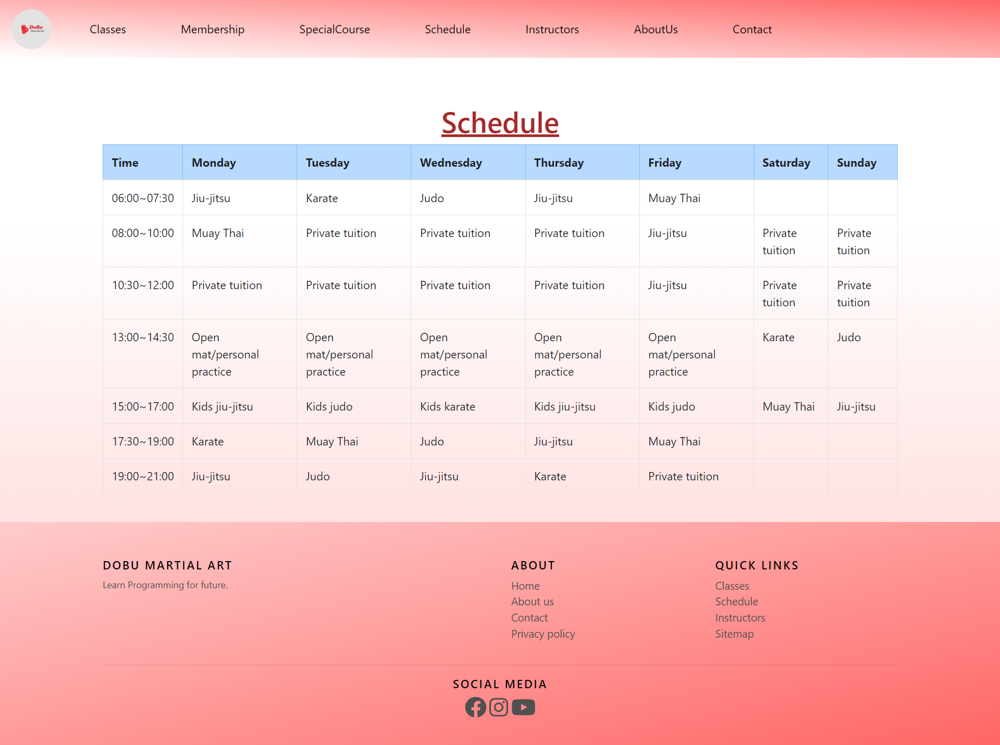 DoBu
Martial Art
Classes Membership SpecialCourse Schedule Instructors AboutUs Contact
Schedule
Time Monday Tuesday Wednesday Thursday Friday Saturday Sunday
06:00~07:30 Jiu-jitsu Karate Judo Jiu-jitsu Muay Thai
08:00~10:00 Muay Thai Private tuition Private tuition Private tuition Jiu-jitsu Private Private
tuition tuition
10:30~12:00 Private tuition Private tuition Private tuition Private tuition Jiu-jitsu Private Private
tuition tuition
13:00~14:30 Open Open Open Open Open Karate Judo
mat/personal mat/personal mat/personal mat/personal mat/personal
practice practice practice practice practice
15:00~17:00 Kids jiu-jitsu Kids judo Kids karate Kids jiu-jitsu Kids judo Muay Thai Jiu-jitsu
17:30~19:00 Karate Muay Thai Judo Jiu-jitsu Muay Thai
19:00~21:00 Jiu-jitsu Judo Jiu-jitsu Karate Private tuition
DOBU MARTIAL ART
Learn Programming for future.
ABOUT
Home
About us
Contact
Privacy policy
QUICK LINKS
Classes
Schedule
Instructors
Sitemap
SOCIAL MEDIA